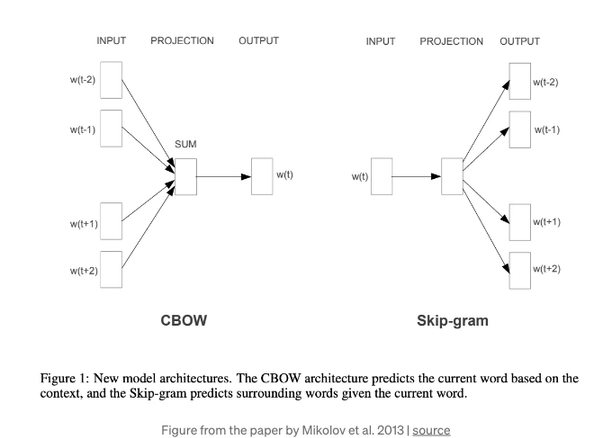 INPUT PROJECTION OUTPUT
w(t-2)
w(t-1)
SUM
w(t)
w(t+1)
w(t+2)
CBOW
INPUT PROJECTION OUTPUT
w(t-2)
w(t-1)
w(t)
w(t+1)
w(t+2)
Skip-gram
Figure 1: New model architectures. The CBOW architecture predicts the current word based on the
context, and the Skip-gram predicts surrounding words given the current word.
Figure from the paper by Mikolov et al. 2013 | source